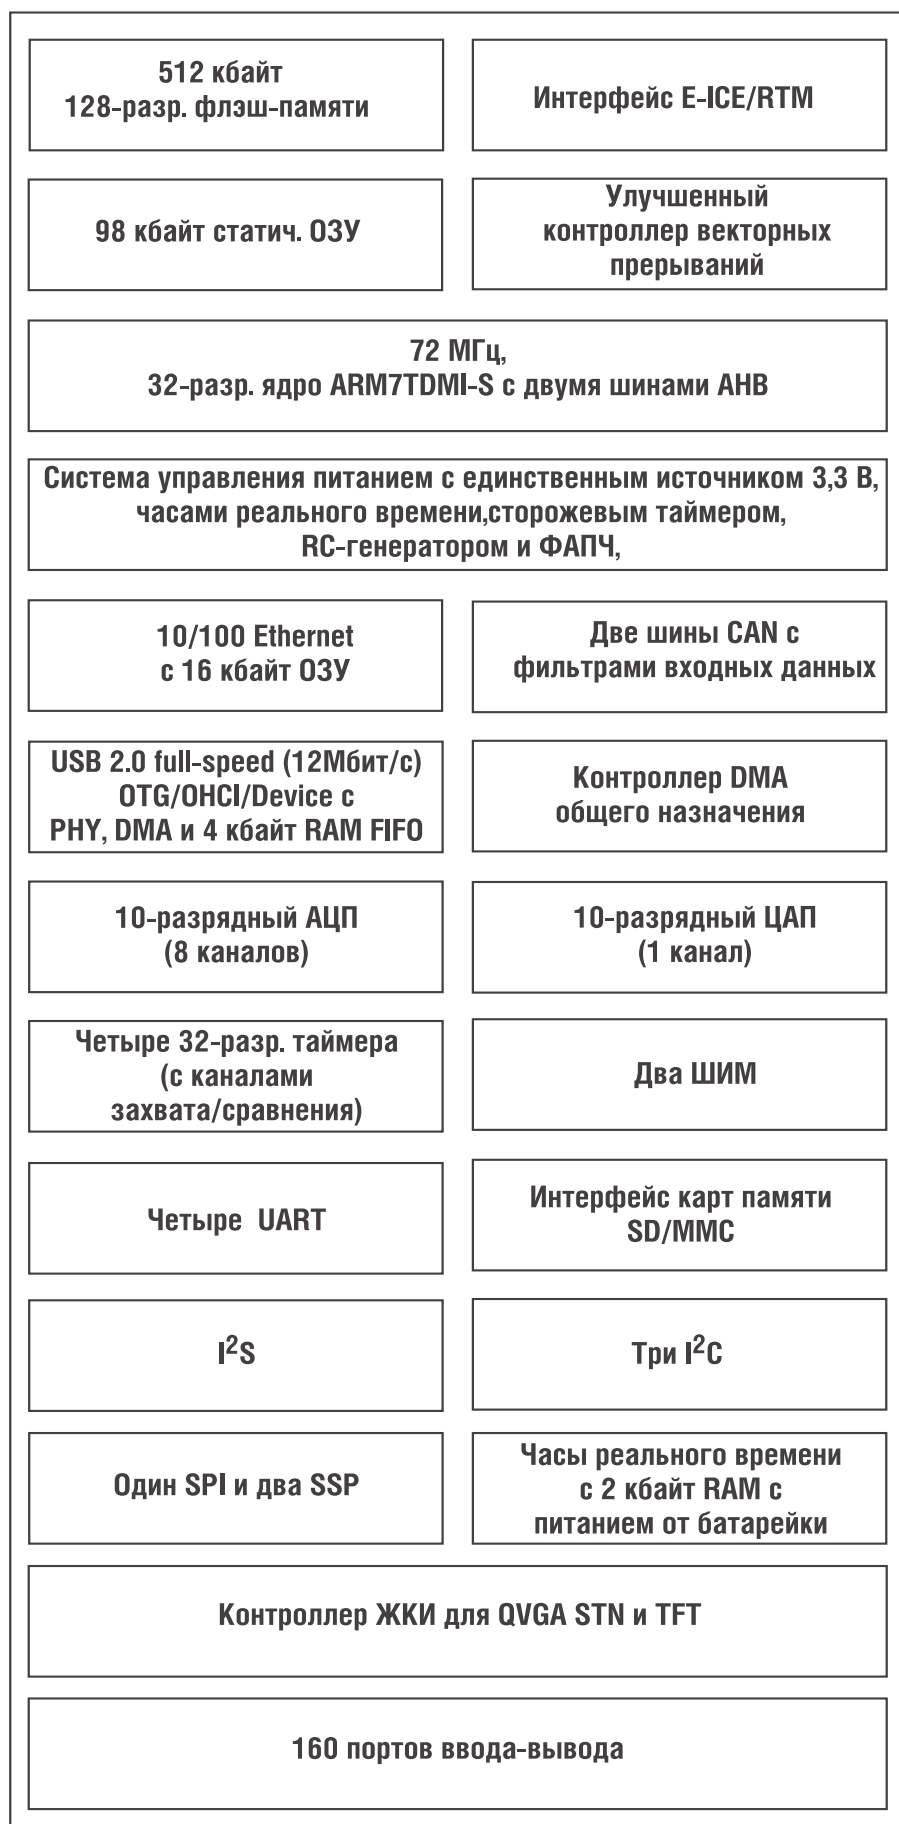 512 кбайт
128-разр. флэш-памяти
Интерфейс E-ICE/RTM
98 кбайт статич. ОЗУ
Улучшенный
контроллер векторных
прерываний
72 МГц,
32-разр. ядро ARM7TDMI-S с двумя шинами AHB
Система управления питанием с единственным источником 3,3 В,
часами реального времени,сторожевым таймером,
RC-генератором и ФАПЧ,
10/100 Ethernet
с 16 кбайт ОЗУ
Две шины CAN с
фильтрами входных данных
USB 2.0 full-speed (12Мбит/с)
OTG/OHCI/Device с
PHY, DMA и 4 кбайт RAM FIFO
Контроллер DMA
общего назначения
10-разрядный АЦП
(8 каналов)
10-разрядный ЦАП
(1 канал)
Четыре 32-разр. таймера
(с каналами
захвата/сравнения)
Два ШИМ
Четыре UART
Интерфейс карт памяти
SD/MMC
I²S
Три I²C
Один SPI и два SSP
Часы реального времени
с 2 кбайт RAM с
питанием от батарейки
Контроллер ЖКИ для QVGA STN и TFT
160 портов ввода-вывода